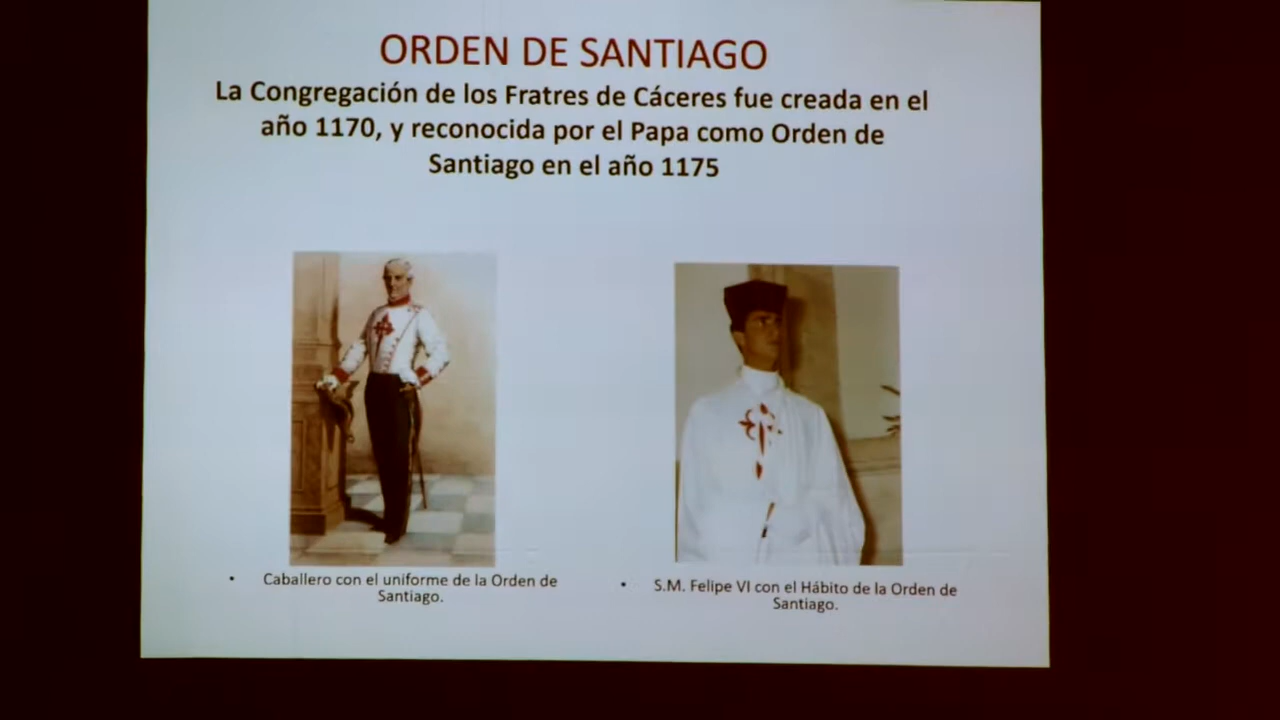 ORDEN DE SANTIAGO
La Congregación de los Fratres de Cáceres fue creada en el
año 1170, y reconocida por el Papa como Orden de
Santiago en el año 1175
• Caballero con el uniforme de la Orden de
Santiago.
• S.M. Felipe VI con el Hábito de la Orden de
Santiago.